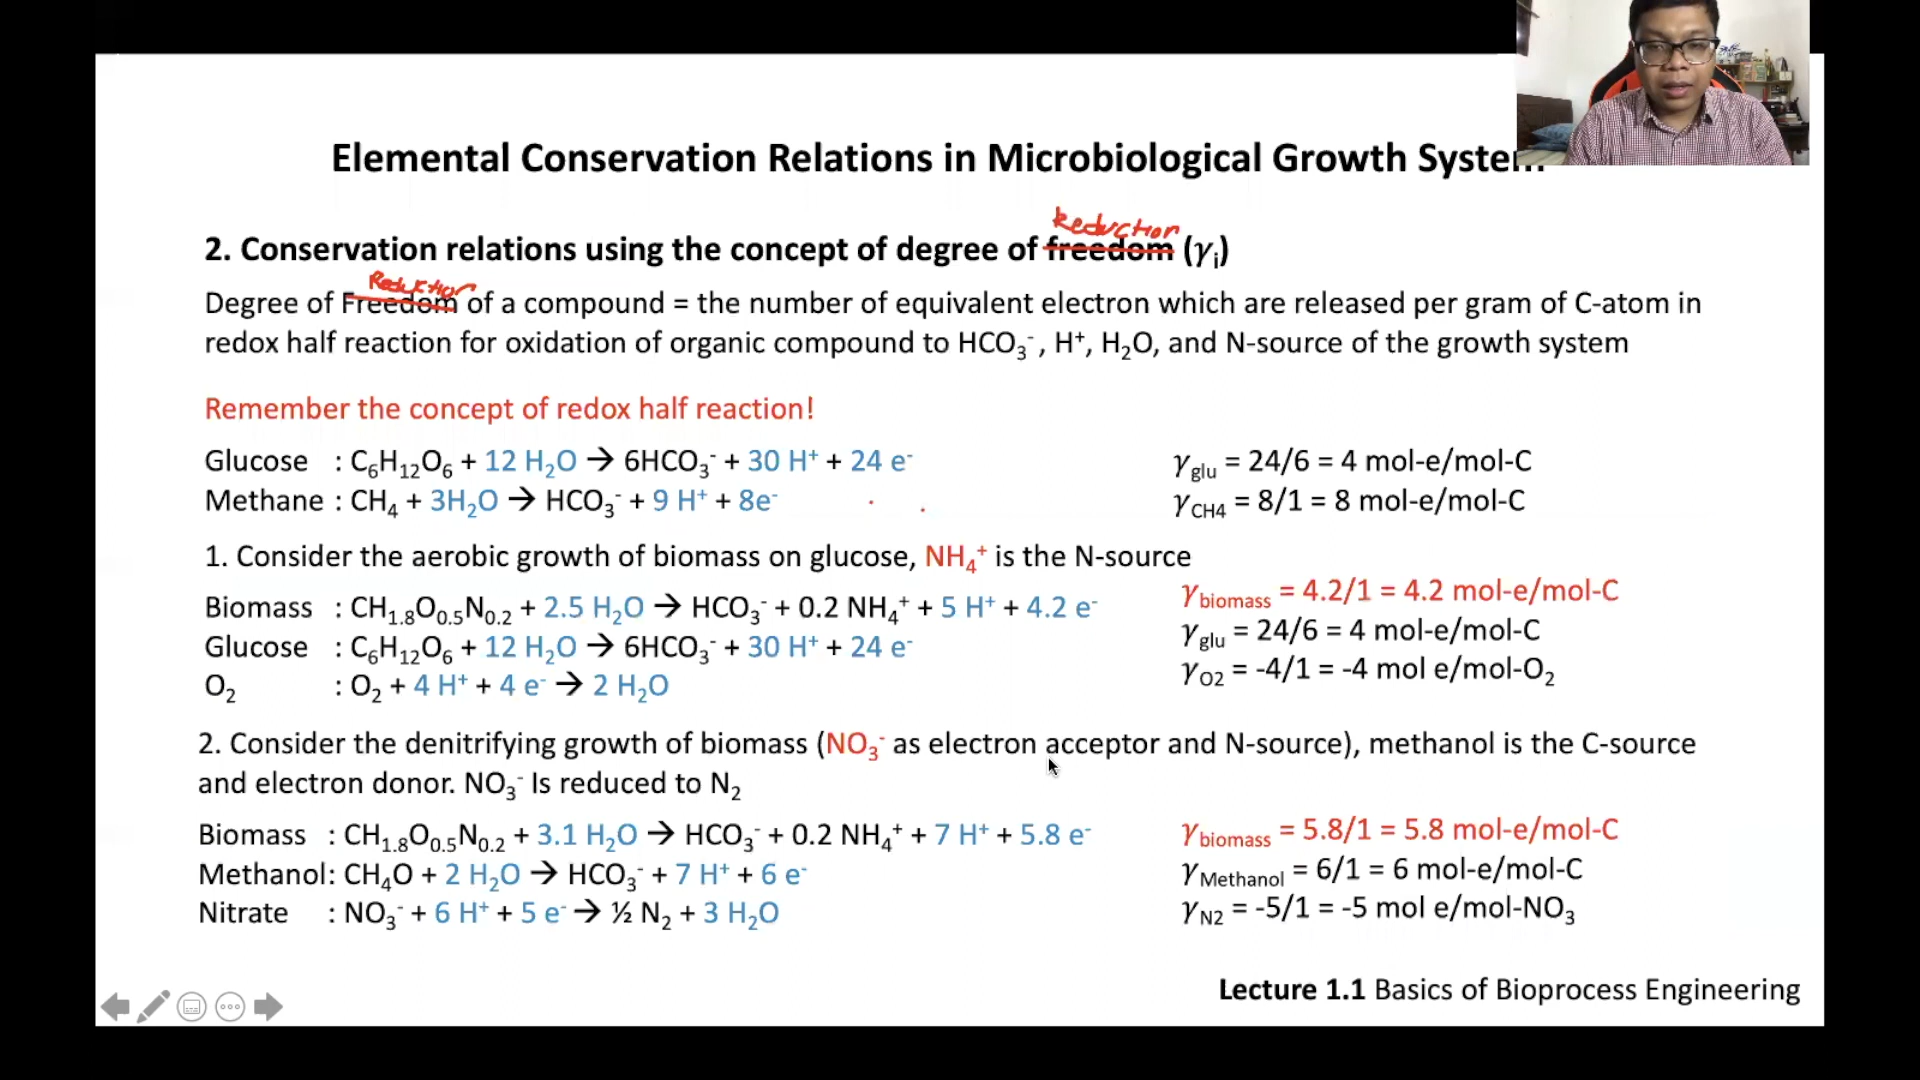 Elemental Conservation Relations in Microbiological Growth System
Reduction
2. Conservation relations using the concept of degree of freedom (γi)
Reduction
Degree of Freedom of a compound = the number of equivalent electron which are released per gram of C-atom in
redox half reaction for oxidation of organic compound to HCO₃⁻, H⁺, H₂O, and N-source of the growth system
Remember the concept of redox half reaction!
Glucose : C₆H₁₂O₆ + 12 H₂O → 6HCO₃⁻ + 30 H⁺ + 24 e⁻ γglu = 24/6 = 4 mol-e/mol-C
Methane : CH₄ + 3H₂O → HCO₃⁻ + 9 H⁺ + 8e⁻ γCH4 = 8/1 = 8 mol-e/mol-C
1. Consider the aerobic growth of biomass on glucose, NH₄⁺ is the N-source
Biomass : CH₁.₈O₀.₅N₀.₂ + 2.5 H₂O → HCO₃⁻ + 0.2 NH₄⁺ + 5 H⁺ + 4.2 e⁻ γbiomass = 4.2/1 = 4.2 mol-e/mol-C
Glucose : C₆H₁₂O₆ + 12 H₂O → 6HCO₃⁻ + 30 H⁺ + 24 e⁻ γglu = 24/6 = 4 mol-e/mol-C
O₂ : O₂ + 4 H⁺ + 4 e⁻ → 2 H₂O γO2 = -4/1 = -4 mol e/mol-O₂
2. Consider the denitrifying growth of biomass (NO₃⁻ as electron acceptor and N-source), methanol is the C-source
and electron donor. NO₃⁻ Is reduced to N₂
Biomass : CH₁.₈O₀.₅N₀.₂ + 3.1 H₂O → HCO₃⁻ + 0.2 NH₄⁺ + 7 H⁺ + 5.8 e⁻ γbiomass = 5.8/1 = 5.8 mol-e/mol-C
Methanol: CH₄O + 2 H₂O → HCO₃⁻ + 7 H⁺ + 6 e⁻ γMethanol = 6/1 = 6 mol-e/mol-C
Nitrate : NO₃⁻ + 6 H⁺ + 5 e⁻ → ½ N₂ + 3 H₂O γN2 = -5/1 = -5 mol e/mol-NO₃
Lecture 1.1 Basics of Bioprocess Engineering